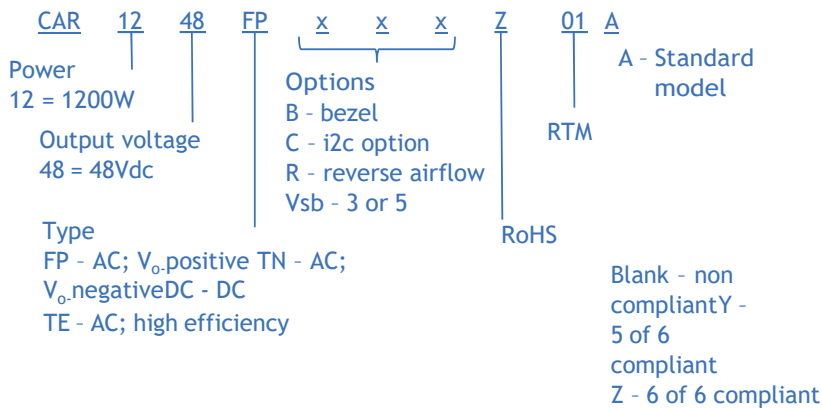 CAR 12 48 FP x x x Z 01 A
Power
12 = 1200W
Output voltage
48 = 48Vdc
Type
FP – AC; Vo-positive TN – AC;
Vo-negativeDC - DC
TE – AC; high efficiency
Options
B – bezel
C – i2c option
R – reverse airflow
Vsb – 3 or 5
RoHS
RTM
A – Standard
model
Blank – non
compliantY –
5 of 6
compliant
Z – 6 of 6 compliant